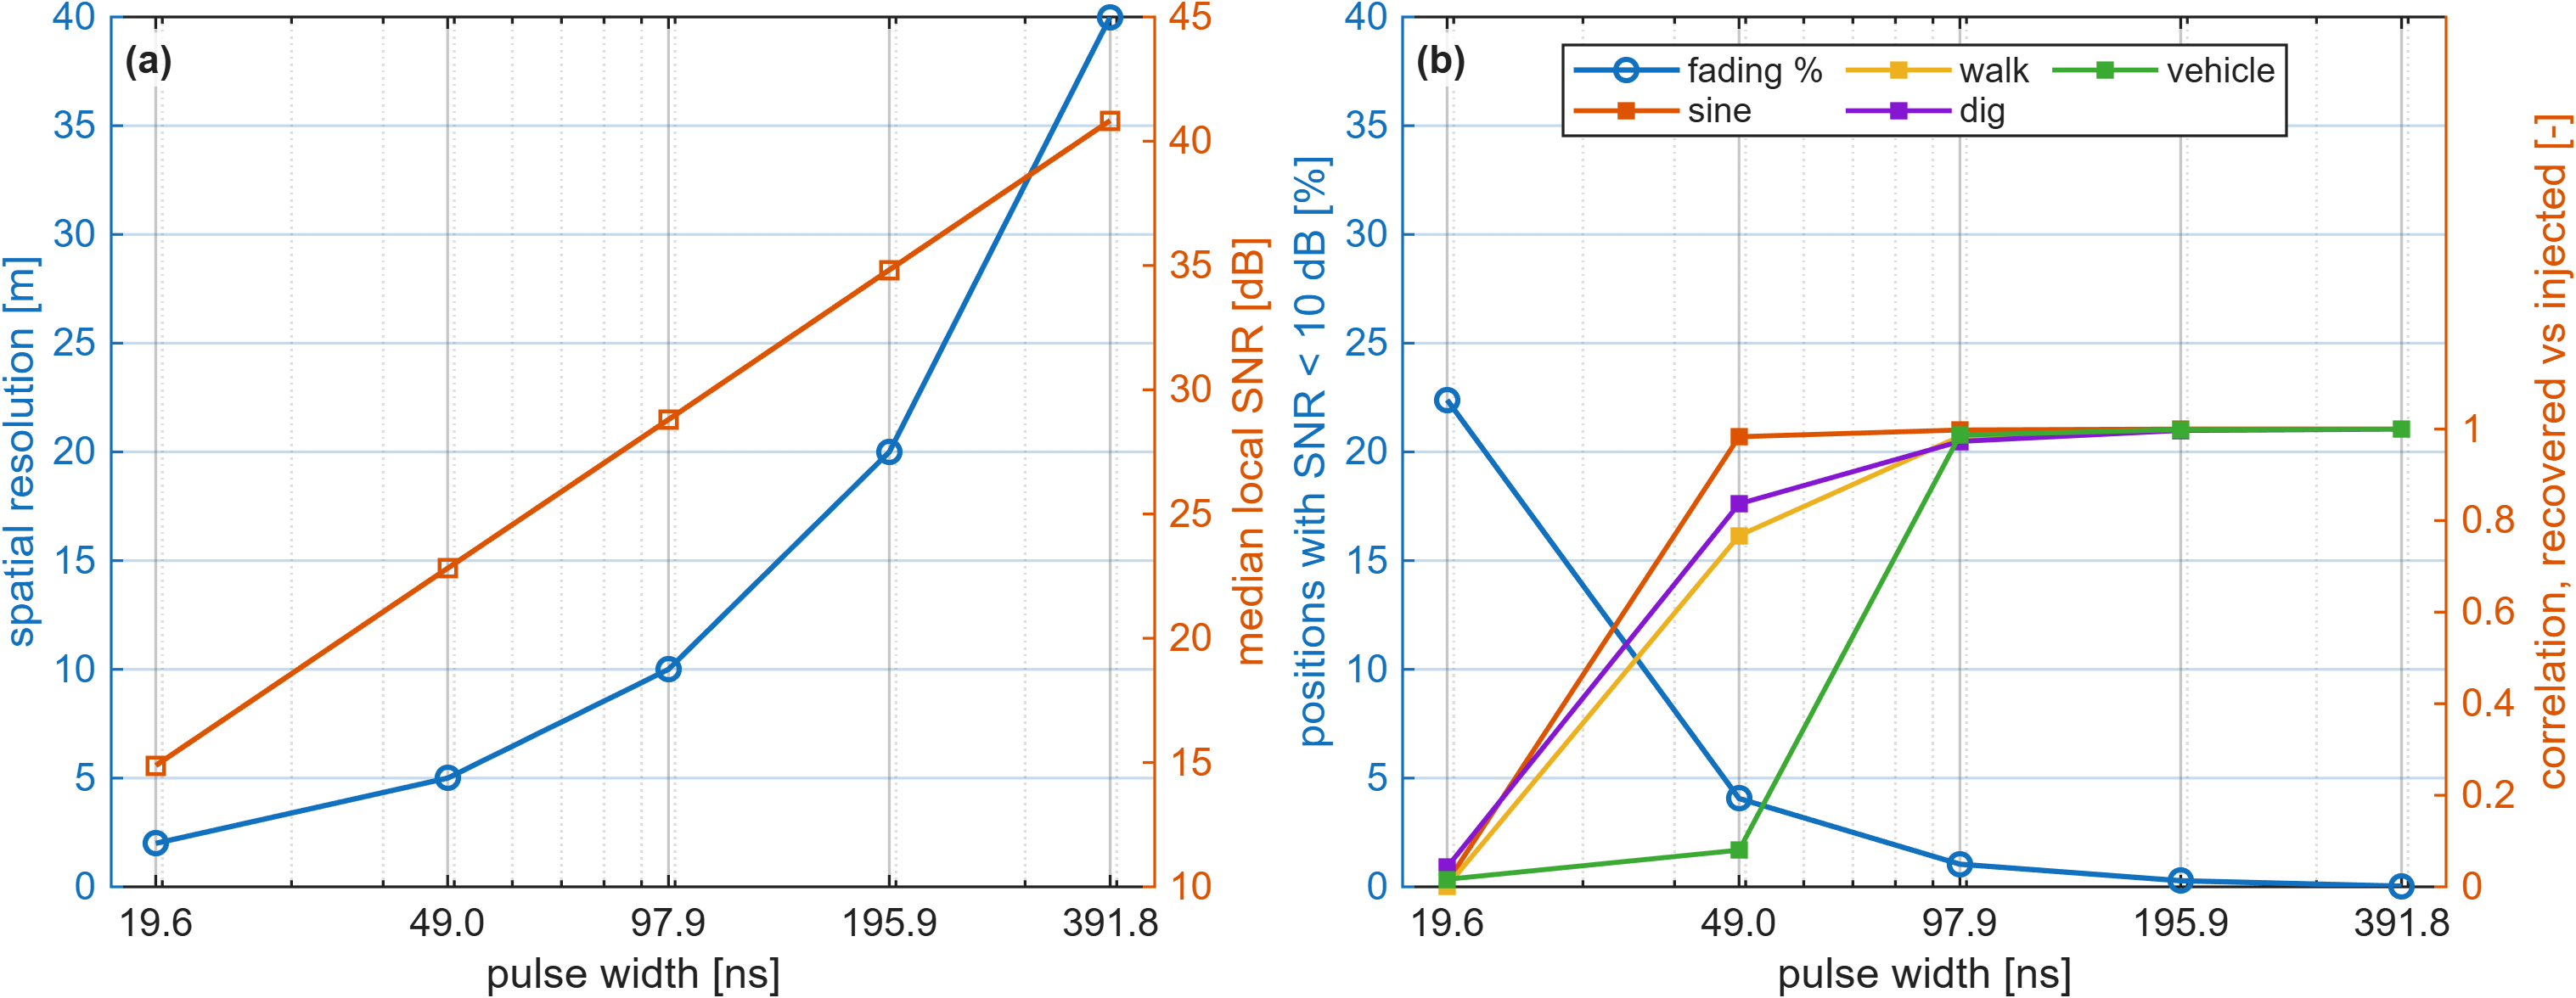 (a)
40
35
30
25
20
15
10
5
0
spatial resolution [m]
45
40
35
30
25
20
15
10
median local SNR [dB]
19.6 49.0 97.9 195.9 391.8
pulse width [ns]
(b)
fading % walk vehicle
sine dig
40
35
30
25
20
15
10
5
0
positions with SNR < 10 dB [%]
1
0.8
0.6
0.4
0.2
0
correlation, recovered vs injected [-]
19.6 49.0 97.9 195.9 391.8
pulse width [ns]